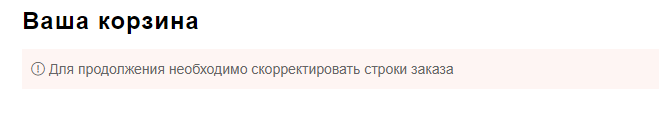 Ваша корзина
Для продолжения необходимо скорректировать строки заказа